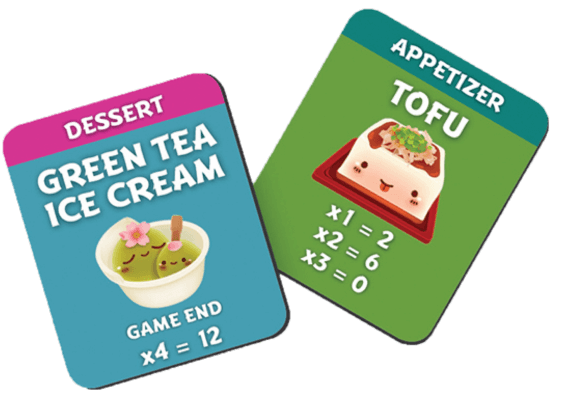 DESSERT
GREEN TEA
ICE CREAM
GAME END
x4 = 12
APPETIZER
TOFU
x1 = 2
x2 = 6
x3 = 0